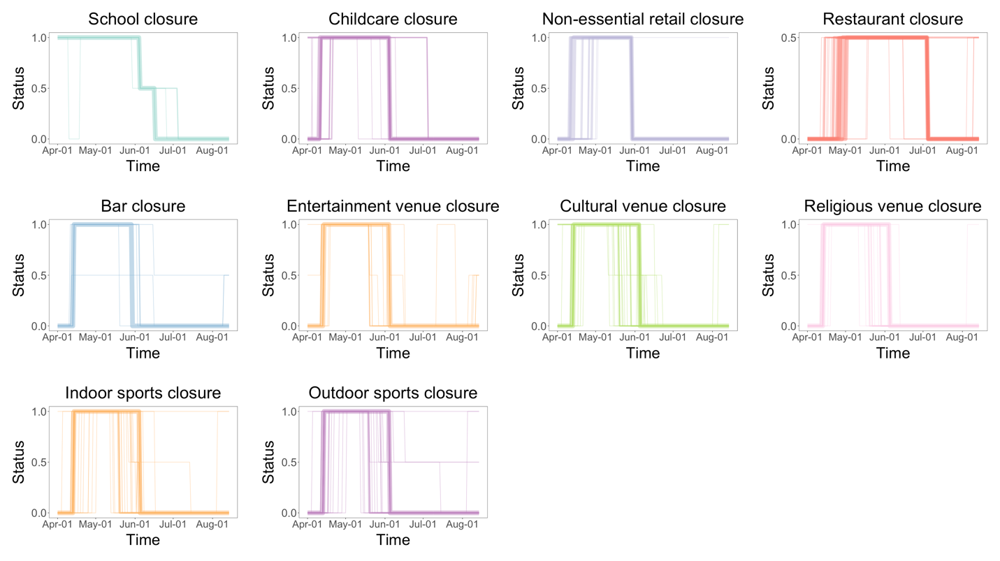 School closure
1.0
0.5
0.0
Status
Apr-01 May-01 Jun-01 Jul-01 Aug-01
Time
Childcare closure
1.0
0.5
0.0
Status
Apr-01 May-01 Jun-01 Jul-01 Aug-01
Time
Non-essential retail closure
1.0
0.5
0.0
Status
Apr-01 May-01 Jun-01 Jul-01 Aug-01
Time
Restaurant closure
0.5
0.0
Status
Apr-01 May-01 Jun-01 Jul-01 Aug-01
Time
Bar closure
1.0
0.5
0.0
Status
Apr-01 May-01 Jun-01 Jul-01 Aug-01
Time
Entertainment venue closure
1.0
0.5
0.0
Status
Apr-01 May-01 Jun-01 Jul-01 Aug-01
Time
Cultural venue closure
1.0
0.5
0.0
Status
Apr-01 May-01 Jun-01 Jul-01 Aug-01
Time
Religious venue closure
1.0
0.5
0.0
Status
Apr-01 May-01 Jun-01 Jul-01 Aug-01
Time
Indoor sports closure
1.0
0.5
0.0
Status
Apr-01 May-01 Jun-01 Jul-01 Aug-01
Time
Outdoor sports closure
1.0
0.5
0.0
Status
Apr-01 May-01 Jun-01 Jul-01 Aug-01
Time